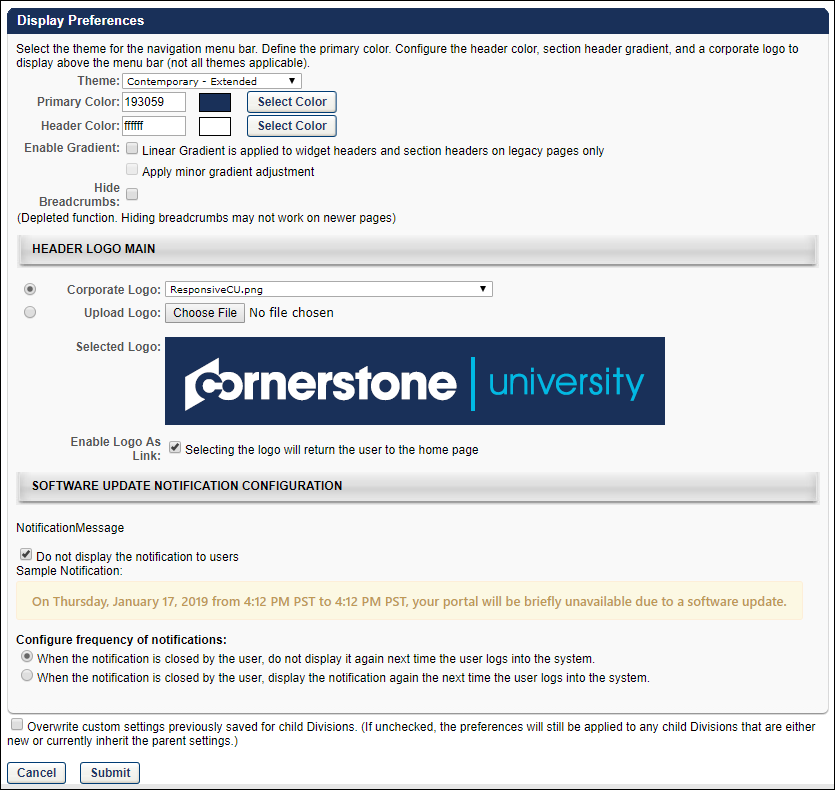 Display Preferences
Select the theme for the navigation menu bar. Define the primary color. Configure the header color, section header gradient, and a corporate logo to
display above the menu bar (not all themes applicable).
Theme: Contemporary - Extended
Primary Color: 193059 Select Color
Header Color: ffffff Select Color
Enable Gradient: Linear Gradient is applied to widget headers and section headers on legacy pages only
Apply minor gradient adjustment
Hide
Breadcrumbs:
(Depleted function. Hiding breadcrumbs may not work on newer pages)
HEADER LOGO MAIN
Corporate Logo: ResponsiveCU.png
Upload Logo: Choose File No file chosen
Selected Logo:
cornerstone university
Enable Logo As
Link: Selecting the logo will return the user to the home page
SOFTWARE UPDATE NOTIFICATION CONFIGURATION
NotificationMessage
Do not display the notification to users
Sample Notification:
On Thursday, January 17, 2019 from 4:12 PM PST to 4:12 PM PST, your portal will be briefly unavailable due to a software update.
Configure frequency of notifications:
When the notification is closed by the user, do not display it again next time the user logs into the system.
When the notification is closed by the user, display the notification again the next time the user logs into the system.
Overwrite custom settings previously saved for child Divisions. (If unchecked, the preferences will still be applied to any child Divisions that are either
new or currently inherit the parent settings.)
Cancel Submit